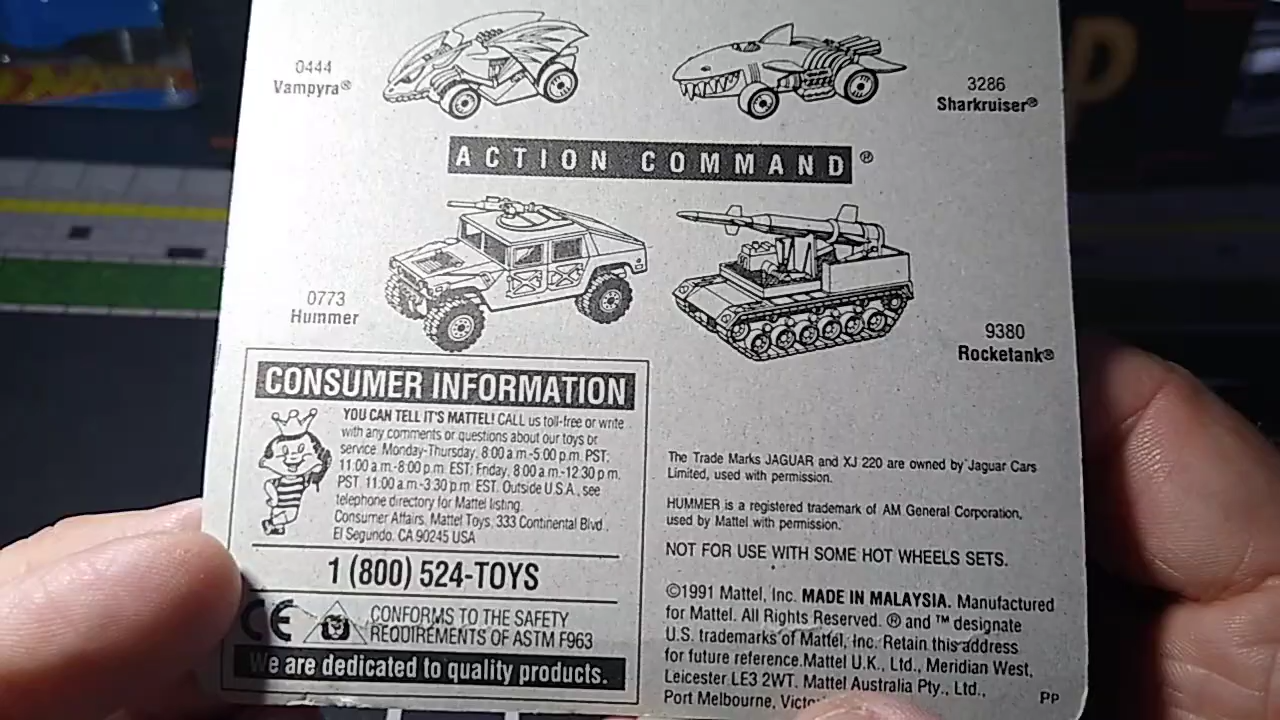 0444
Vampyra®
3286
Sharkruiser®
ACTION COMMAND®
0773
Hummer
9380
Rocketank®
CONSUMER INFORMATION
YOU CAN TELL IT'S MATTEL! CALL us toll-free or write
with any comments or questions about our toys or
service. Monday-Thursday, 8:00 a.m.-5:00 p.m. PST;
11:00 a.m.-8:00 p.m. EST; Friday, 8:00 a.m.-12:30 p.m.
PST, 11:00 a.m.-3:30 p.m. EST. Outside U.S.A., see
telephone directory for Mattel listing.
Consumer Affairs, Mattel Toys, 333 Continental Blvd.,
El Segundo, CA 90245 USA
1 (800) 524-TOYS
CE
CONFORMS TO THE SAFETY
REQUIREMENTS OF ASTM F963
We are dedicated to quality products.
The Trade Marks JAGUAR and XJ 220 are owned by Jaguar Cars
Limited, used with permission.
HUMMER is a registered trademark of AM General Corporation,
used by Mattel with permission.
NOT FOR USE WITH SOME HOT WHEELS SETS.
©1991 Mattel, Inc. MADE IN MALAYSIA. Manufactured
for Mattel. All Rights Reserved. ® and ™ designate
U.S. trademarks of Mattel, Inc. Retain this address
for future reference.Mattel U.K., Ltd., Meridian West,
Leicester LE3 2WT. Mattel Australia Pty., Ltd.,
Port Melbourne,
PP
P